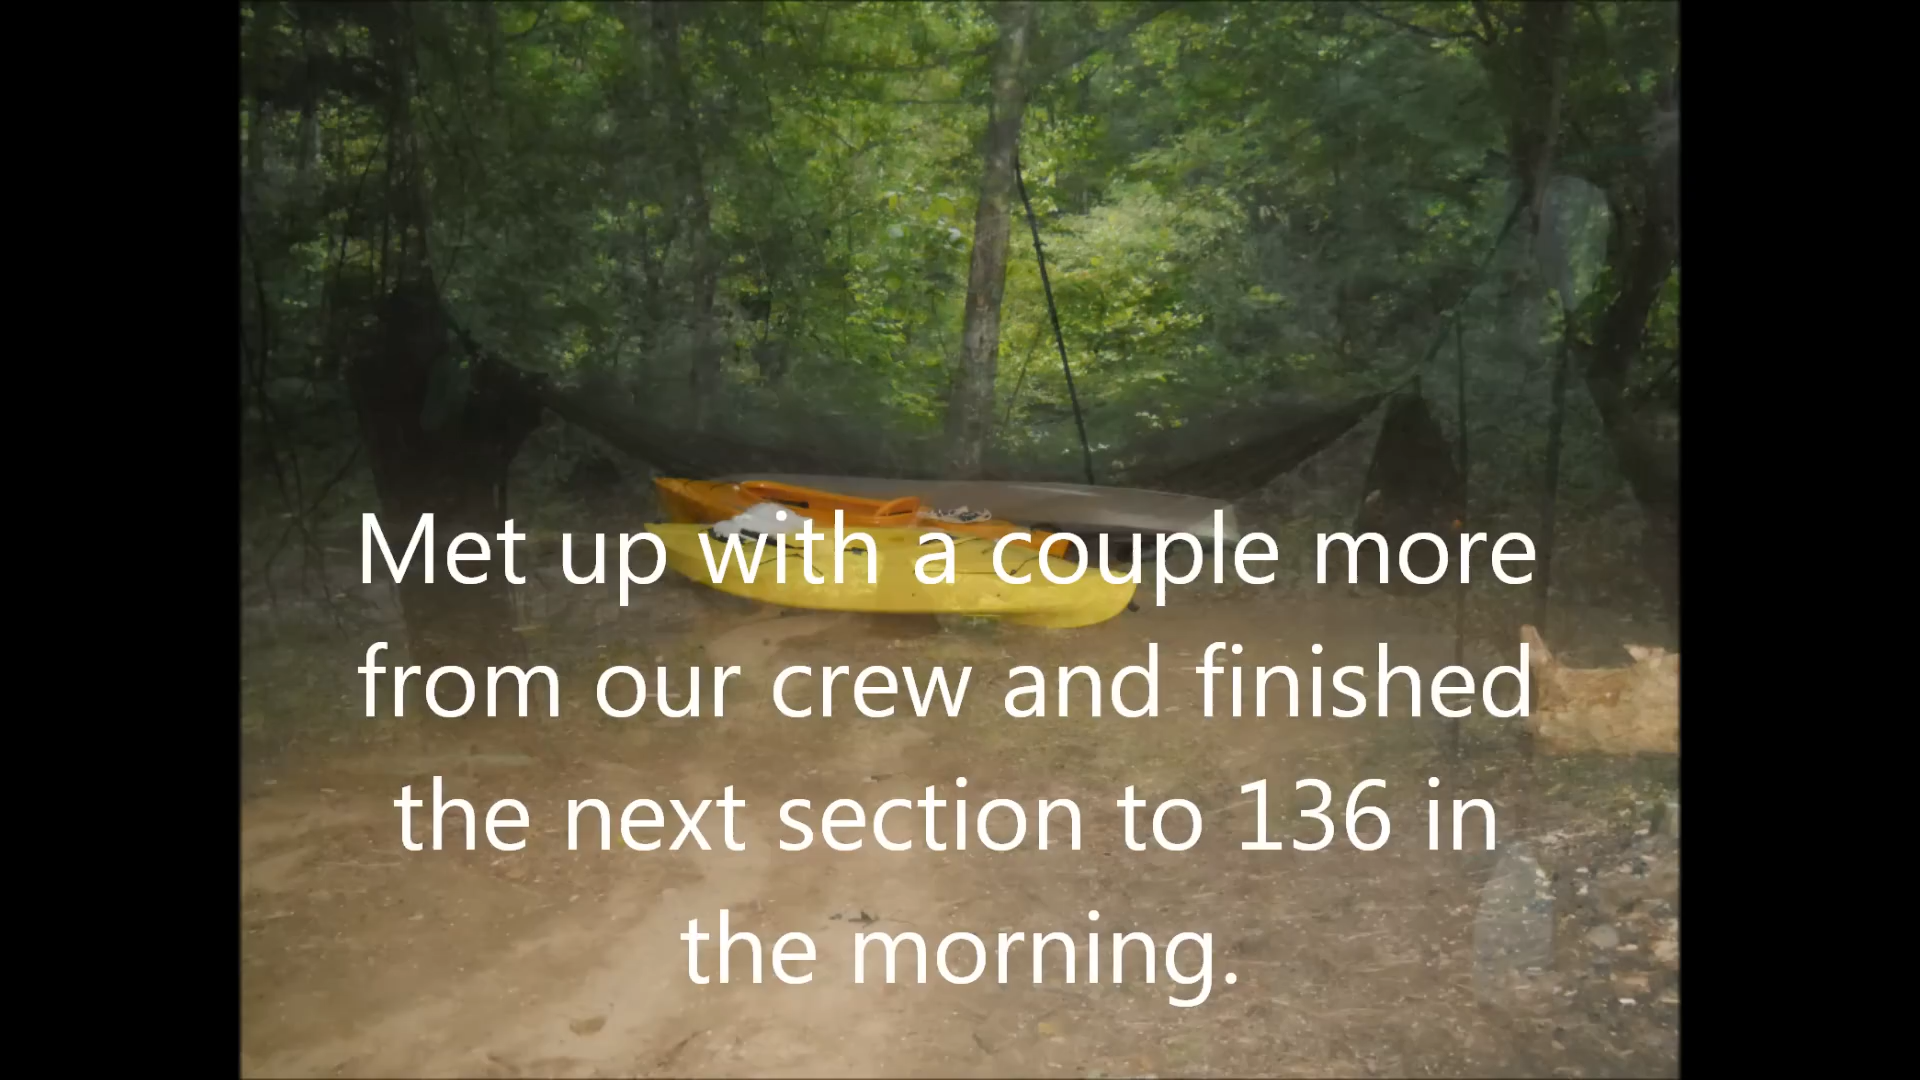 Met up with a couple more
from our crew and finished
the next section to 136 in
the morning.